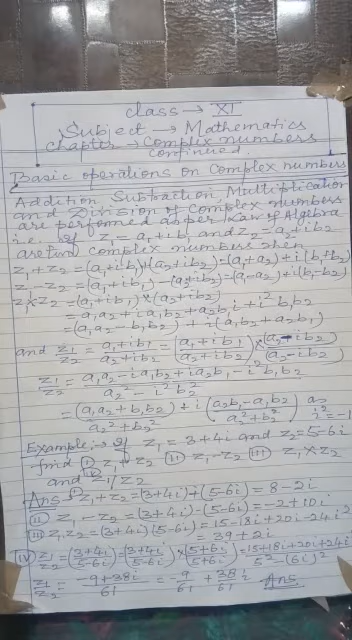 class → XI
Subject → Mathematics
chapter → Complex numbers
continued
Basic operations on Complex numbers
Addition, Subtraction, Multiplication
and Division of Complex numbers
are performed as per Law of Algebra
i.e. if z₁ = a₁+ib₁ and z₂ = a₂+ib₂
are two complex numbers then
z₁+z₂ = (a₁+ib₁)+(a₂+ib₂) = (a₁+a₂)+i(b₁+b₂)
z₁-z₂ = (a₁+ib₁)-(a₂+ib₂) = (a₁-a₂)+i(b₁-b₂)
z₁×z₂ = (a₁+ib₁)×(a₂+ib₂)
= a₁a₂+ia₁b₂+a₂b₁i+i²b₁b₂
= (a₁a₂-b₁b₂)+i(a₁b₂+a₂b₁)
and z₁/z₂ = (a₁+ib₁)/(a₂+ib₂) = (a₁+ib₁)/(a₂+ib₂) × (a₂-ib₂)/(a₂-ib₂)
z₁/z₂ = (a₁a₂-ia₁b₂+ia₂b₁-i²b₁b₂)/(a₂²-i²b₂²)
= (a₁a₂+b₁b₂)/(a₂²+b₂²) + i(a₂b₁-a₁b₂)/(a₂²+b₂²) as i²=-1
Example:→ If z₁=3+4i and z₂=5-6i
find (I) z₁+z₂ (II) z₁-z₂ (III) z₁×z₂
and z₁/z₂
Ans (I) z₁+z₂=(3+4i)+(5-6i)=8-2i
(II) z₁-z₂=(3+4i)-(5-6i)=-2+10i
(III) z₁z₂=(3+4i)(5-6i)=15-18i+20i-24i²
=39+2i
(IV) z₁/z₂=(3+4i)/(5-6i)=(3+4i)/(5-6i)×(5+6i)/(5+6i)=(15+18i+20i+24i²)/(5²-(6i)²)
z₁/z₂=(-9+38i)/61=-9/61+38/61i Ans.